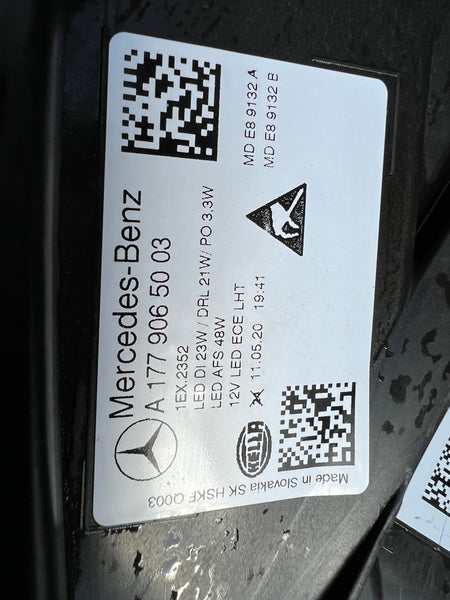 Mercedes-Benz
A 177 906 50 03
1EX.2352
LED DI 23W / DRL 21W/ PO 3,3W
LED AFS 48W
12V LED ECE LHT
11.05.20 19:41
MD E8 9132 A
MD E8 9132 B
HELLA
Made in Slovakia SK HSKF Q003